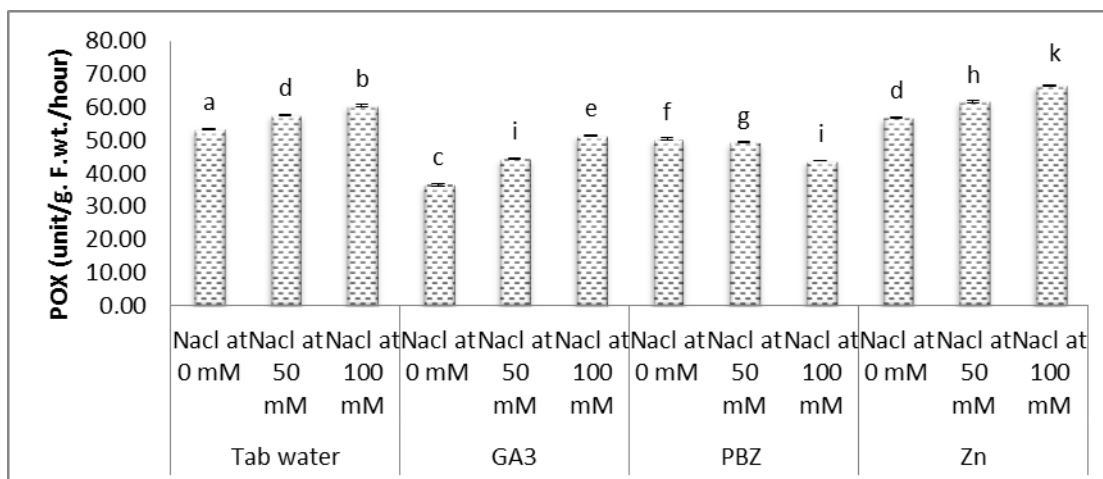 POX (unit/g. F.wt./hour)
80.00
70.00
60.00
50.00
40.00
30.00
20.00
10.00
0.00
a
d
b
c
i
e
f
g
i
d
h
k
Nacl at 0 mM
Nacl at 50 mM
Nacl at 100 mM
Nacl at 0 mM
Nacl at 50 mM
Nacl at 100 mM
Nacl at 0 mM
Nacl at 50 mM
Nacl at 100 mM
Nacl at 0 mM
Nacl at 50 mM
Nacl at 100 mM
Tab water
GA3
PBZ
Zn